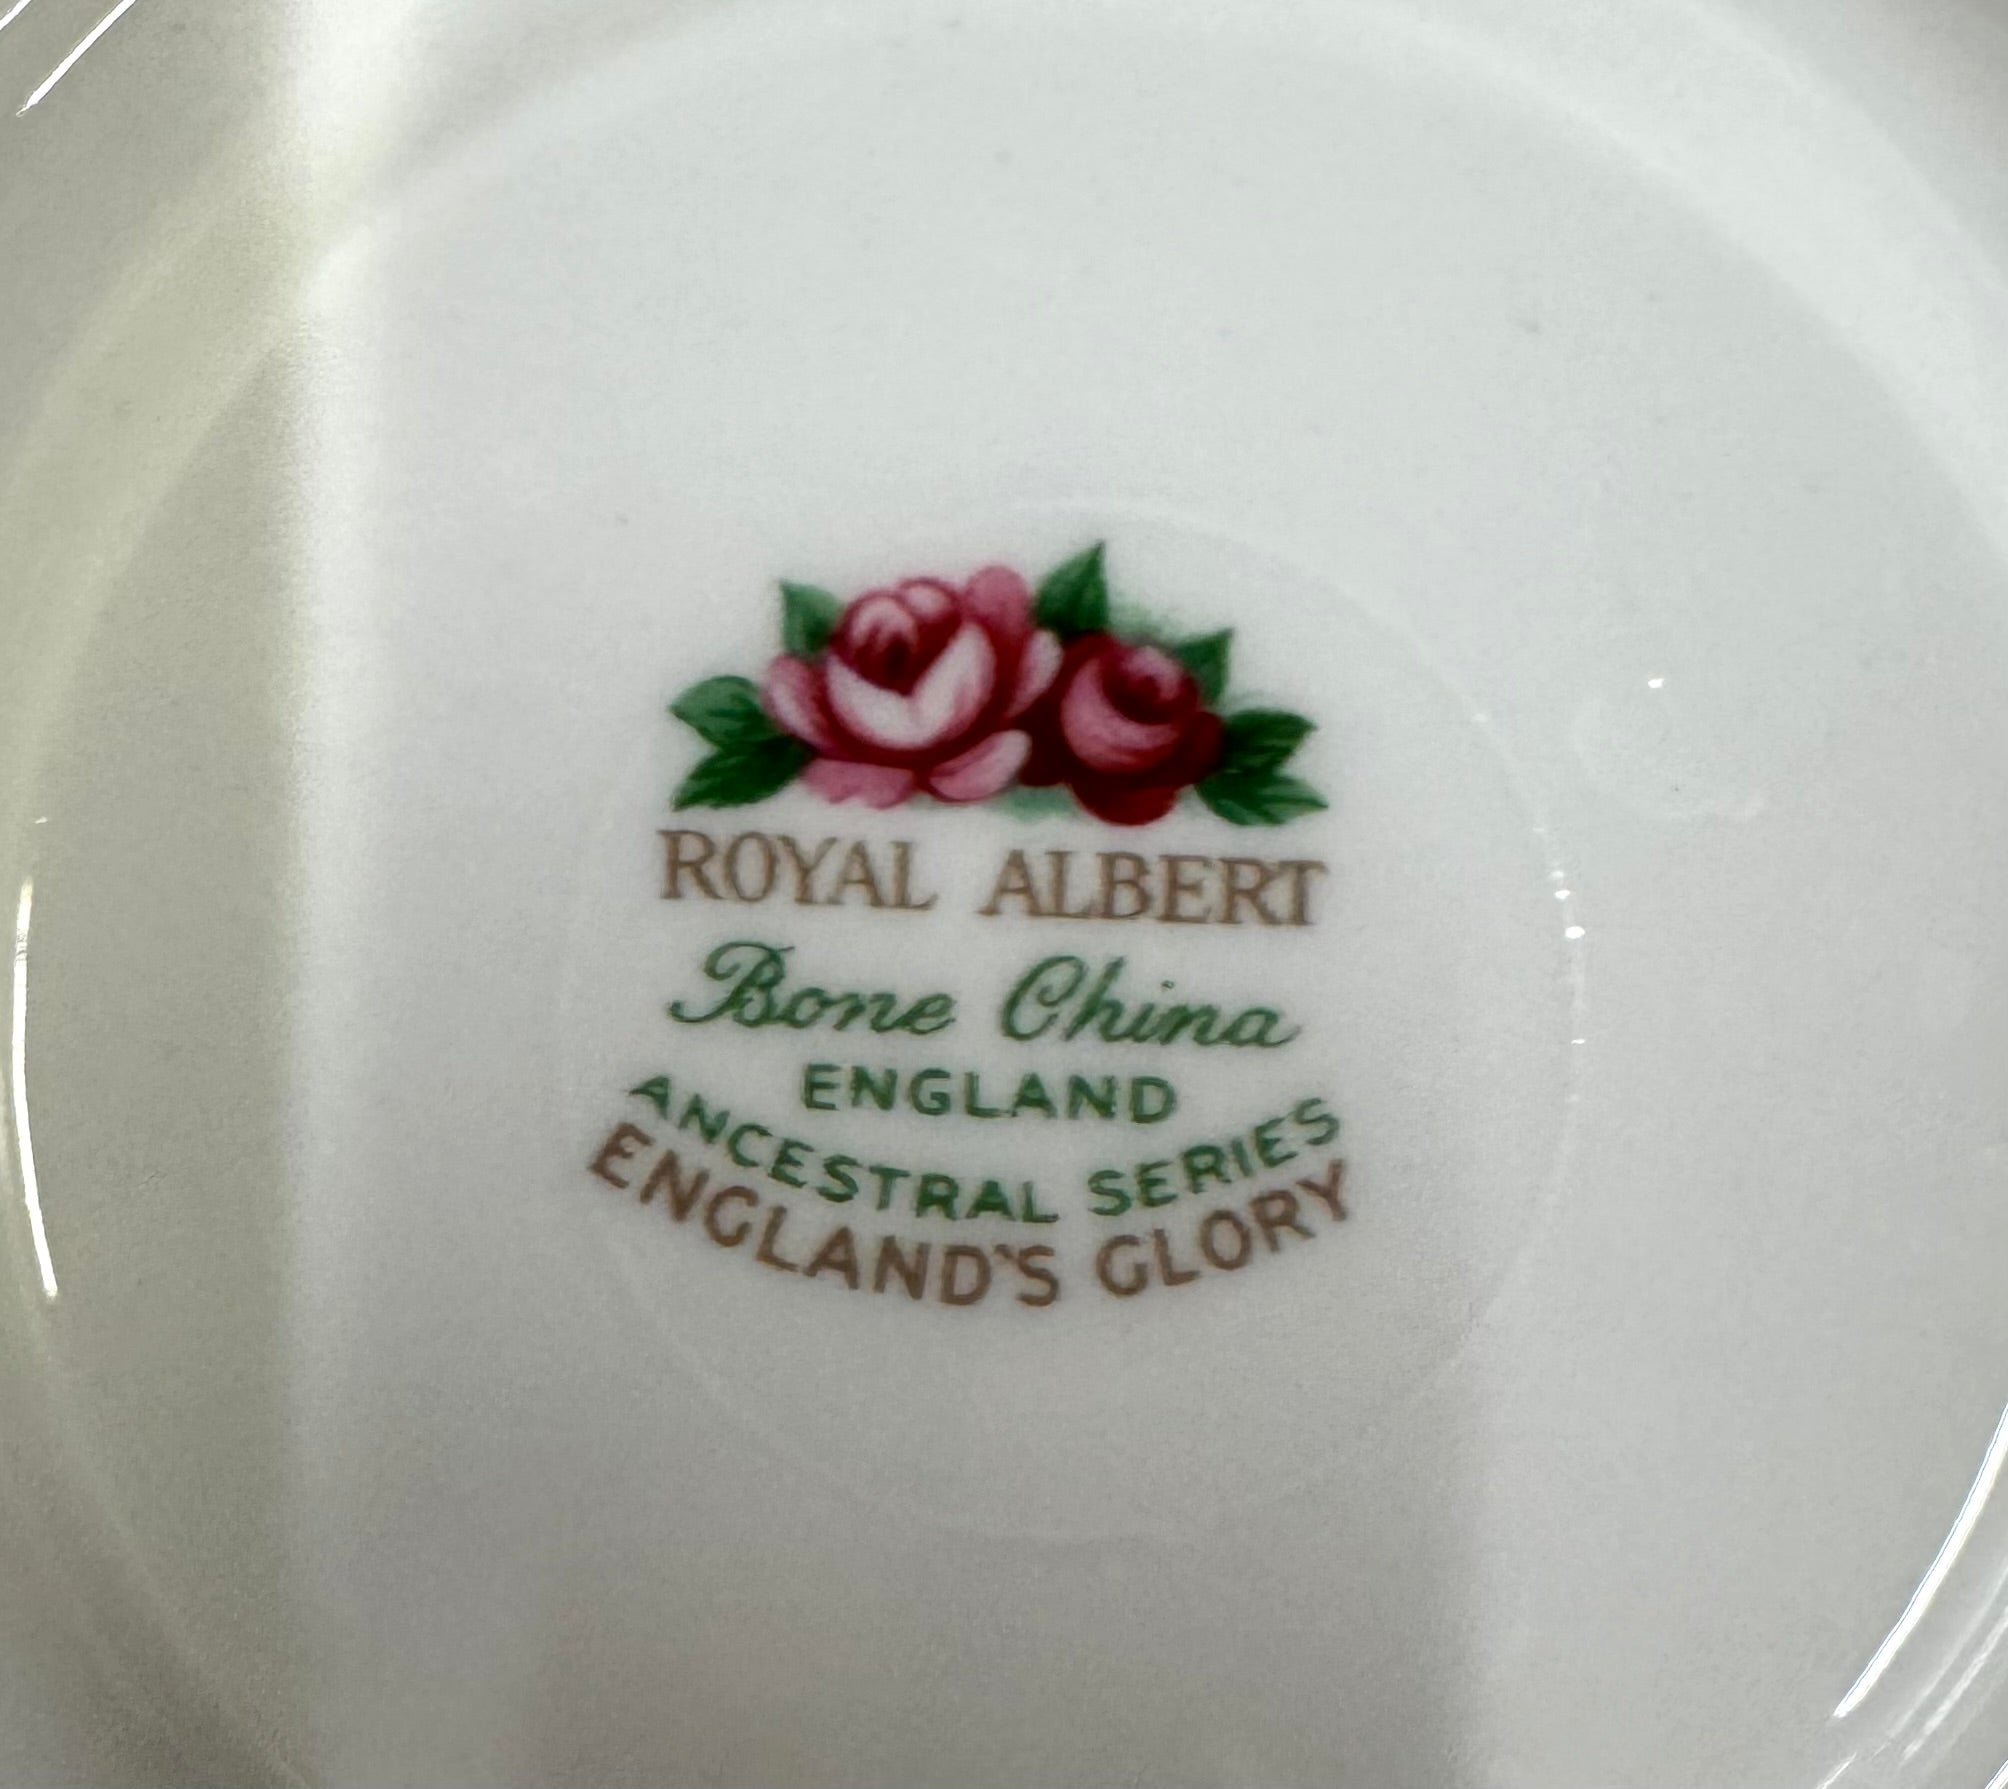 ROYAL ALBERT
Bone China
ENGLAND
ANCESTRAL SERIES
ENGLAND'S GLORY